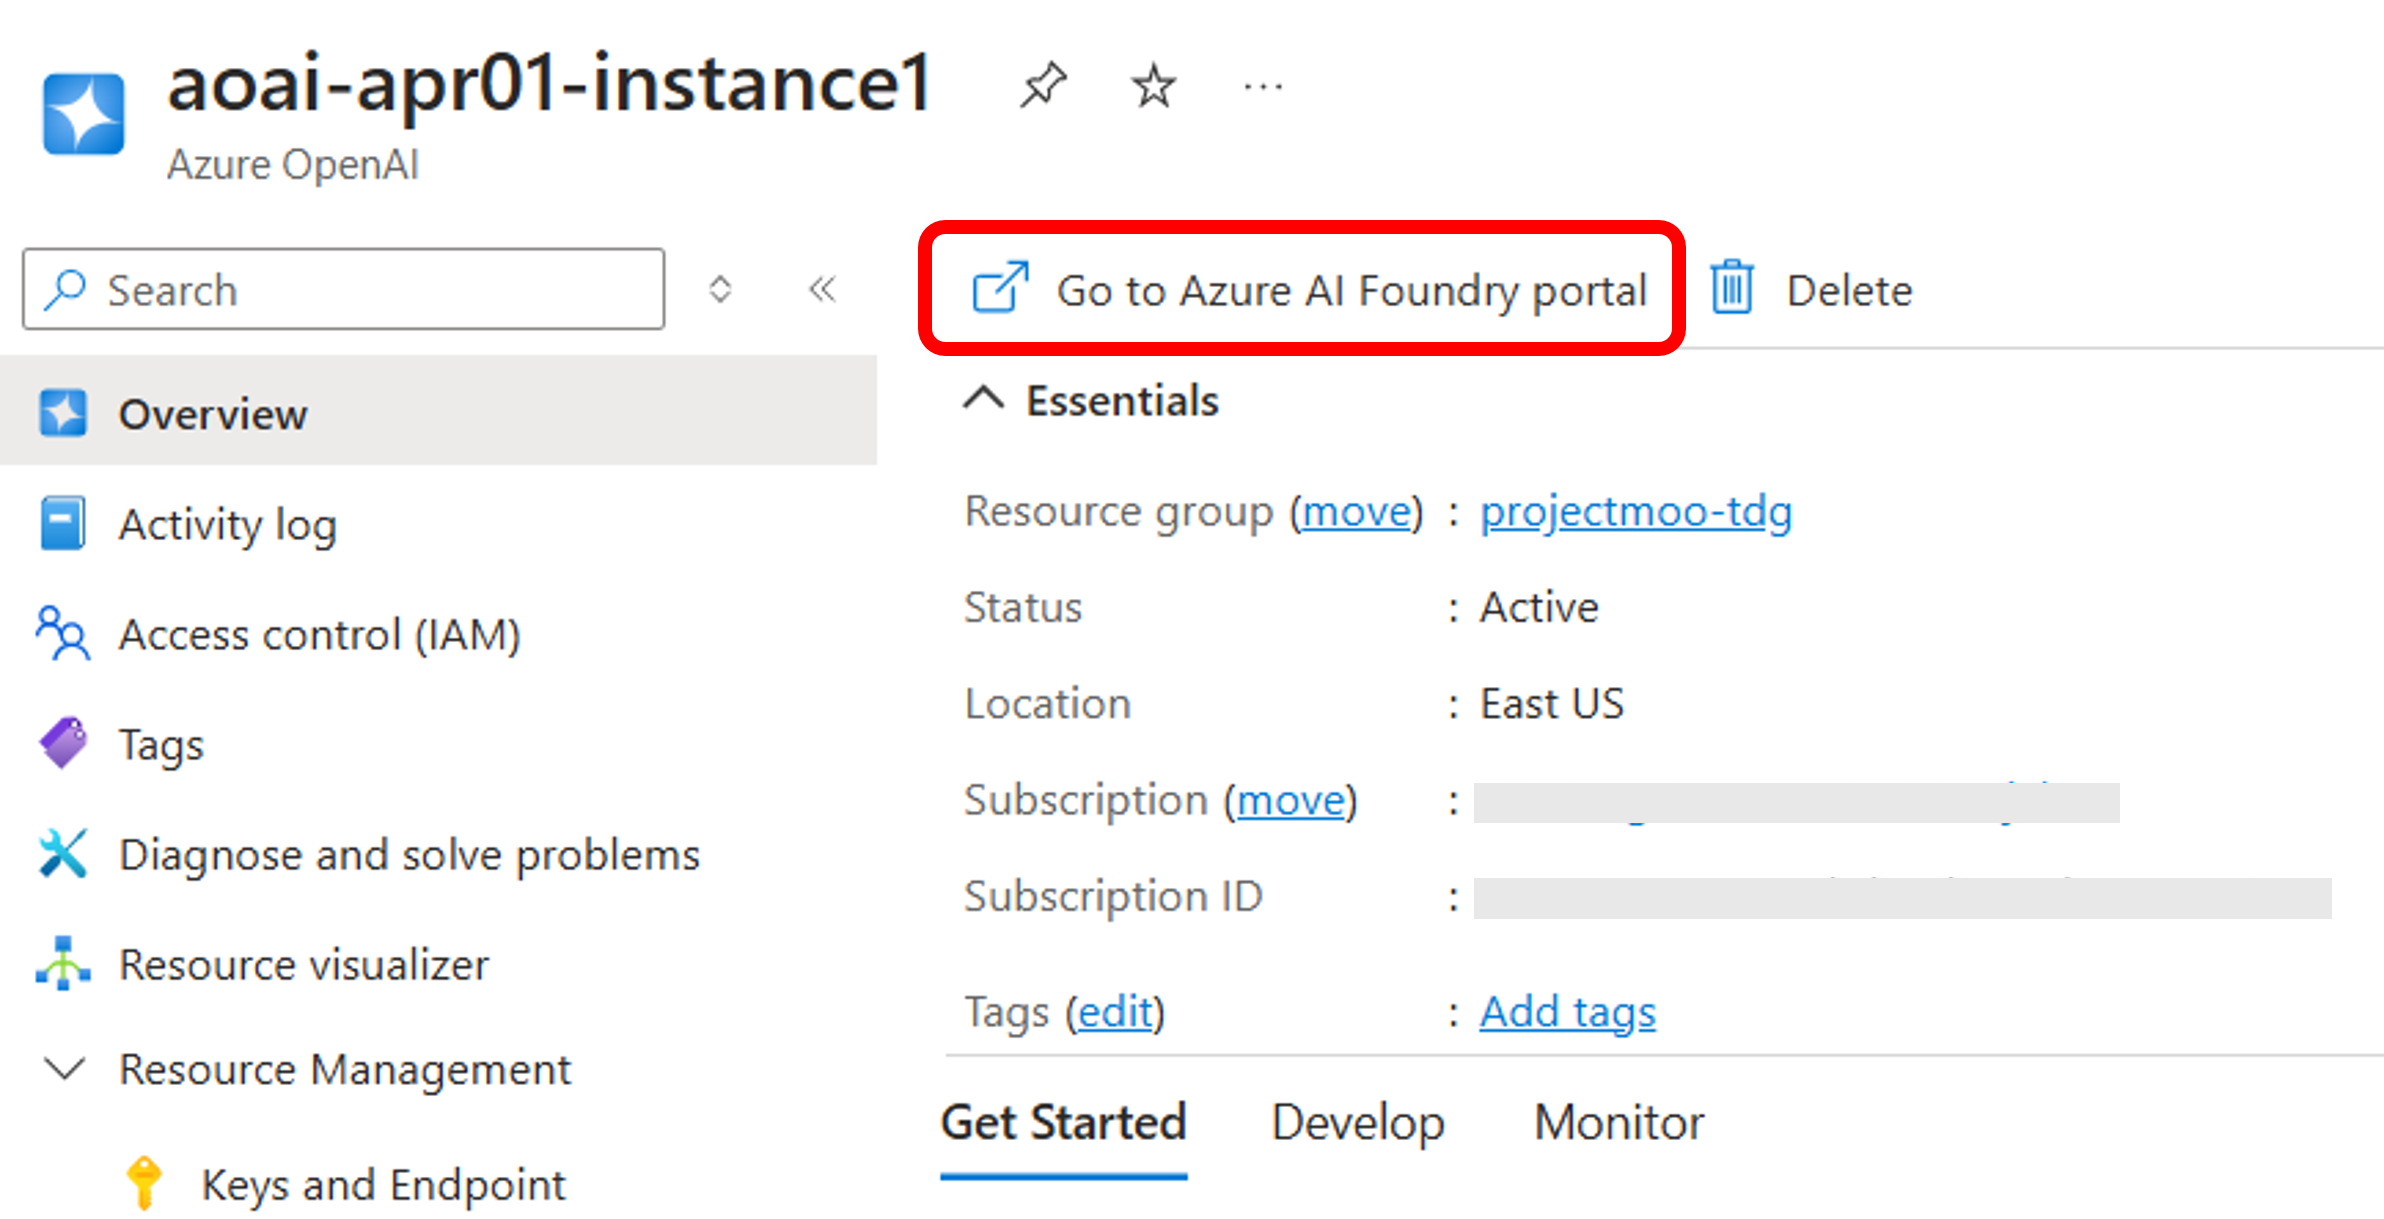 aoai-apr01-instance1
Azure OpenAI
Search
Go to Azure AI Foundry portal
Delete
Overview
Activity log
Access control (IAM)
Tags
Diagnose and solve problems
Resource visualizer
Resource Management
Keys and Endpoint
Essentials
Resource group (move) : projectmoo-tdg
Status : Active
Location : East US
Subscription (move) :
Subscription ID :
Tags (edit) : Add tags
Get Started Develop Monitor